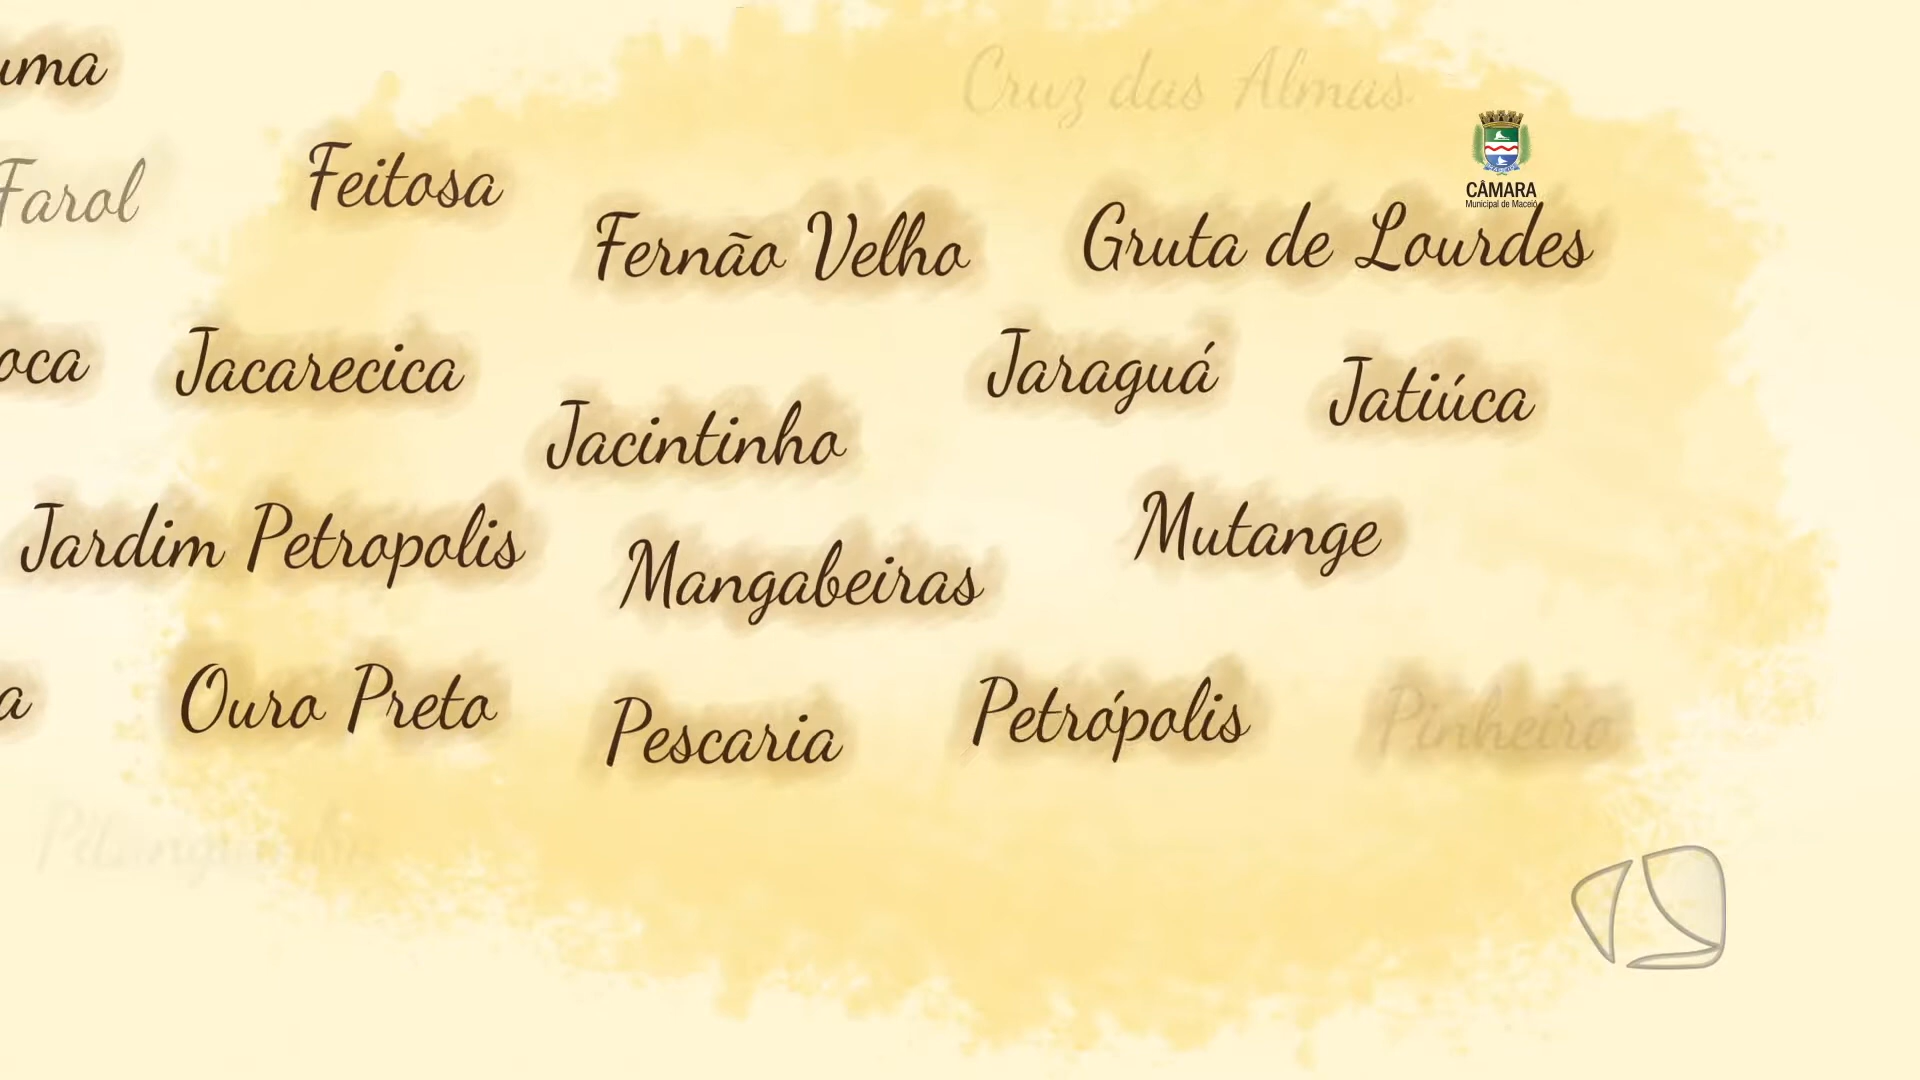 uma
Cruz das Almas
CÂMARA
Municipal de Maceió
Farol
Feitosa
Fernão Velho
Gruta de Lourdes
oca
Jacarecica
Jacintinho
Jaraguá
Jatiúca
Jardim Petropolis
Mangabeiras
Mutange
a
Ouro Preto
Pescaria
Petrópolis
Pinheiro